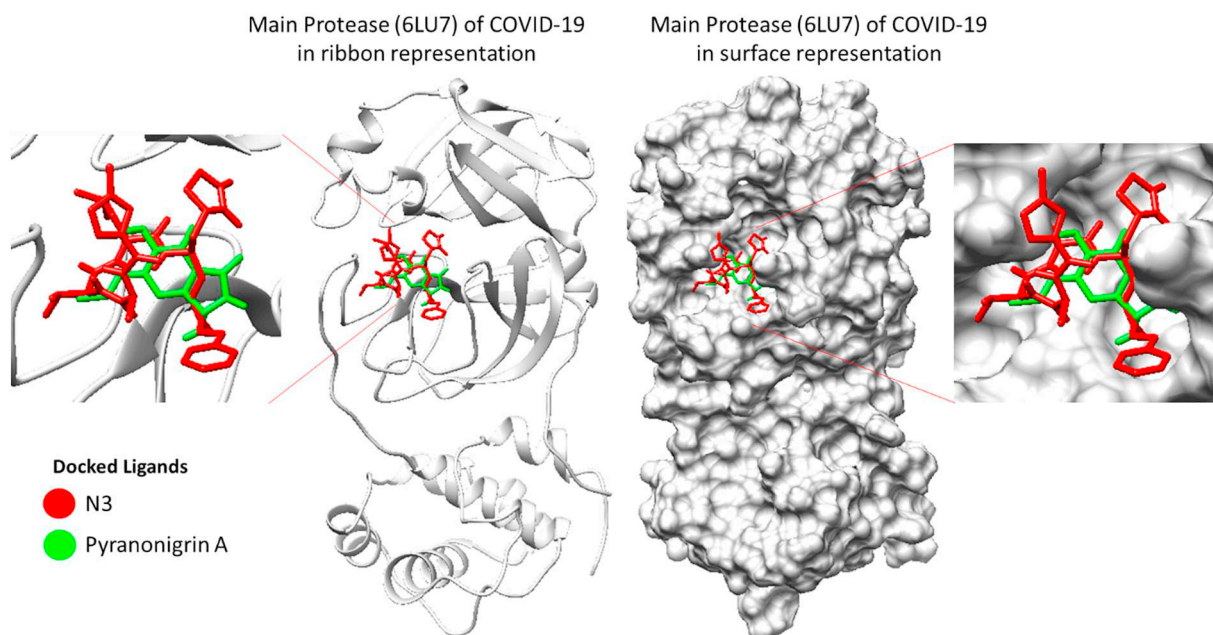 Main Protease (6LU7) of COVID-19
in ribbon representation
Main Protease (6LU7) of COVID-19
in surface representation
Docked Ligands
N3
Pyranonigrin A